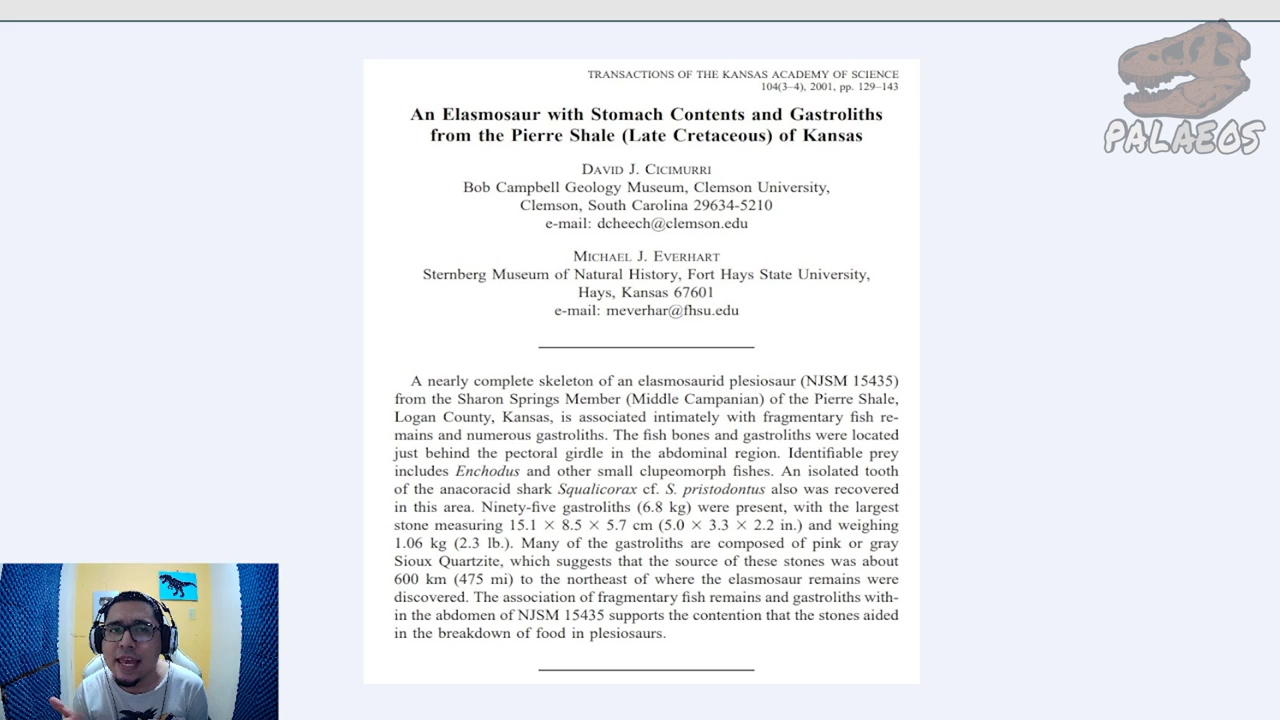 TRANSACTIONS OF THE KANSAS ACADEMY OF SCIENCE
104(3–4), 2001, pp. 129–143
PALAEOS
An Elasmosaur with Stomach Contents and Gastroliths
from the Pierre Shale (Late Cretaceous) of Kansas
DAVID J. CICIMURRI
Bob Campbell Geology Museum, Clemson University,
Clemson, South Carolina 29634-5210
e-mail: dcheech@clemson.edu
MICHAEL J. EVERHART
Sternberg Museum of Natural History, Fort Hays State University,
Hays, Kansas 67601
e-mail: meverhar@fhsu.edu
A nearly complete skeleton of an elasmosaurid plesiosaur (NJSM 15435)
from the Sharon Springs Member (Middle Campanian) of the Pierre Shale,
Logan County, Kansas, is associated intimately with fragmentary fish re-
mains and numerous gastroliths. The fish bones and gastroliths were located
just behind the pectoral girdle in the abdominal region. Identifiable prey
includes Enchodus and other small clupeomorph fishes. An isolated tooth
of the anacoracid shark Squalicorax cf. S. pristodontus also was recovered
in this area. Ninety-five gastroliths (6.8 kg) were present, with the largest
stone measuring 15.1 × 8.5 × 5.7 cm (5.0 × 3.3 × 2.2 in.) and weighing
1.06 kg (2.3 lb.). Many of the gastroliths are composed of pink or gray
Sioux Quartzite, which suggests that the source of these stones was about
600 km (475 mi) to the northeast of where the elasmosaur remains were
discovered. The association of fragmentary fish remains and gastroliths with-
in the abdomen of NJSM 15435 supports the contention that the stones aided
in the breakdown of food in plesiosaurs.